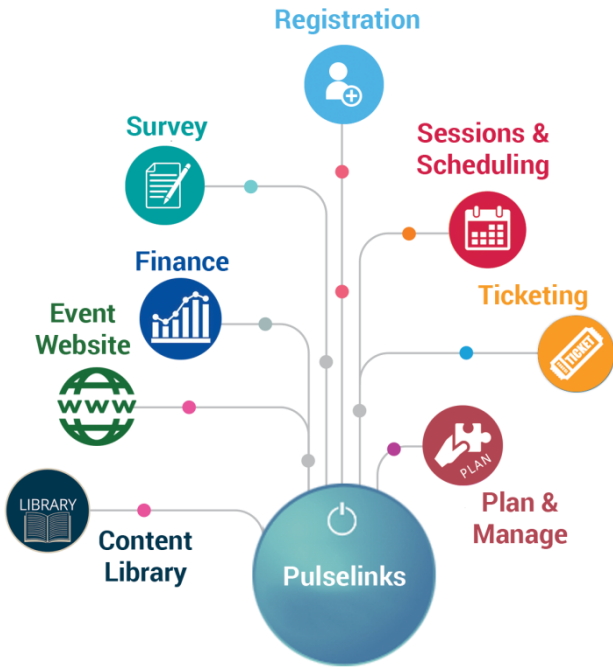 Registration
Survey
Sessions &
Scheduling
Finance
Ticketing
TICKET
Event
Website
WWW
PLAN
Plan &
Manage
LIBRARY
Content
Library
Pulselinks